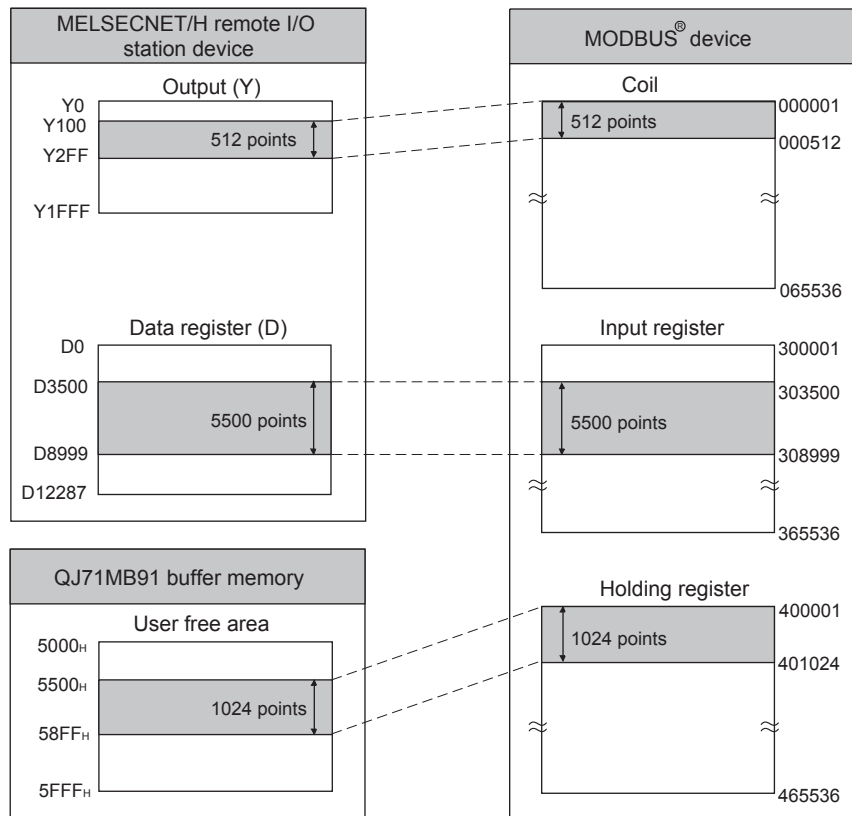 MELSECNET/H remote I/O
station device
Output (Y)
Y0
Y100
512 points
Y2FF
Y1FFF
Data register (D)
D0
D3500
5500 points
D8999
D12287
QJ71MB91 buffer memory
User free area
5000H
5500H
1024 points
58FFH
5FFFH
MODBUS® device
Coil
000001
512 points
000512
065536
Input register
300001
303500
5500 points
308999
365536
Holding register
400001
1024 points
401024
465536